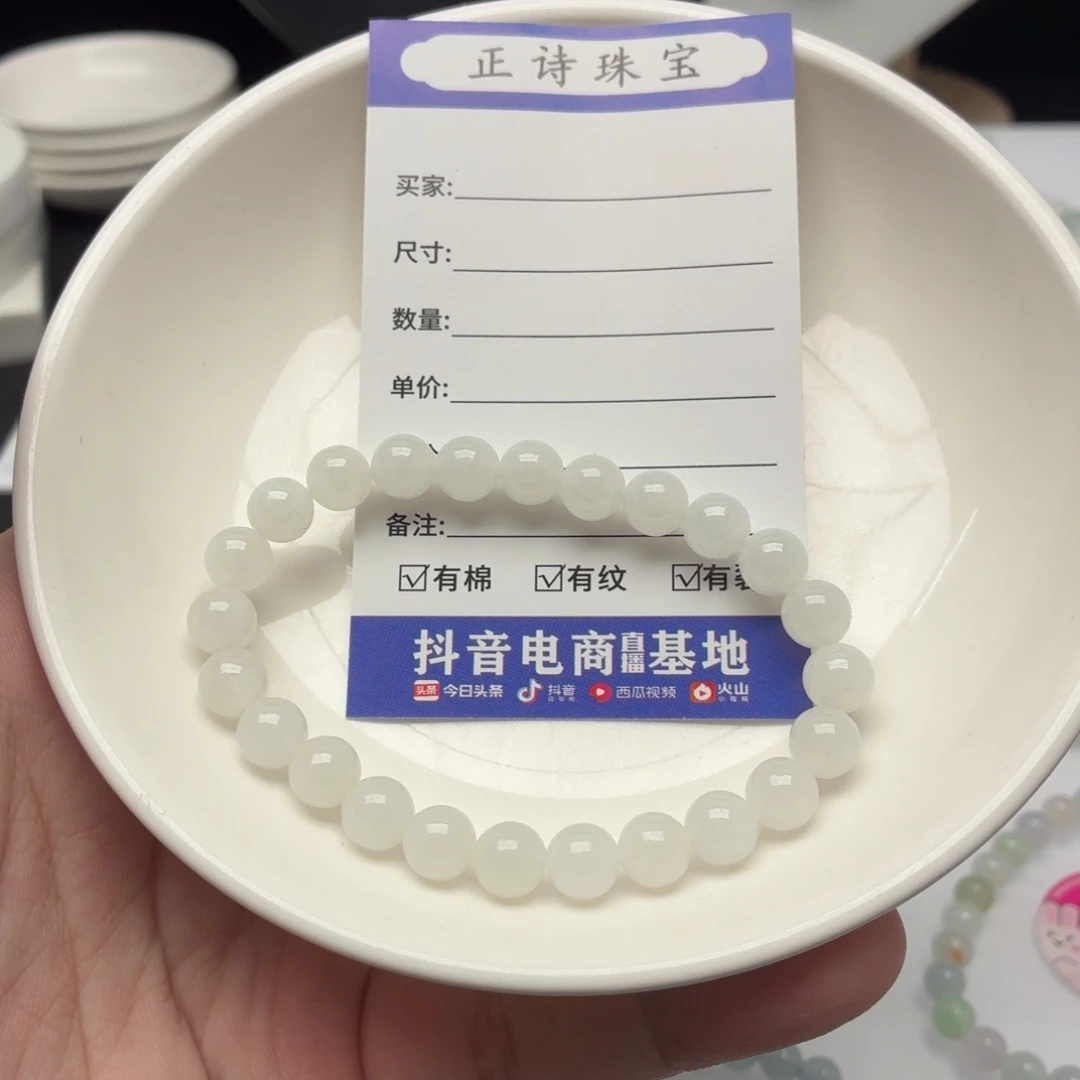 正诗珠宝
买家:
尺寸:
数量:
单价:
备注:
☑有棉 ☑有纹 ☑有
抖音电商直播基地
头条 今日头条 抖音 西瓜视频 火山